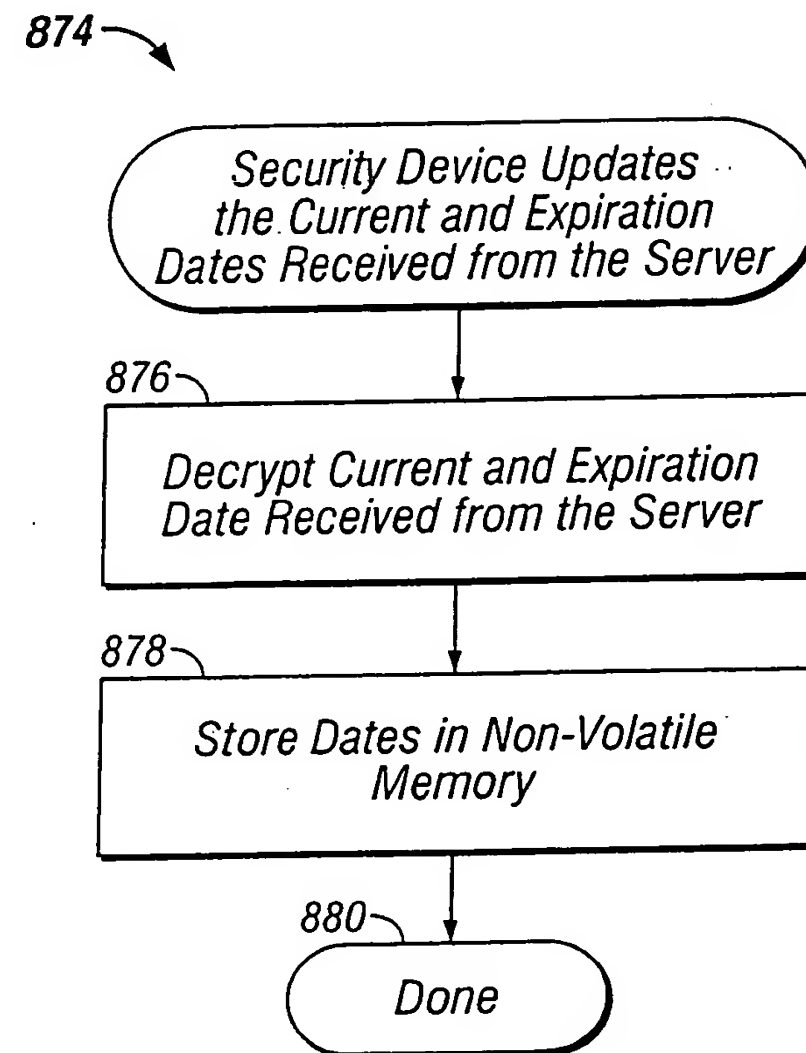 874
Security Device Updates
the Current and Expiration
Dates Received from the Server
876
Decrypt Current and Expiration
Date Received from the Server
878
Store Dates in Non-Volatile
Memory
880
Done